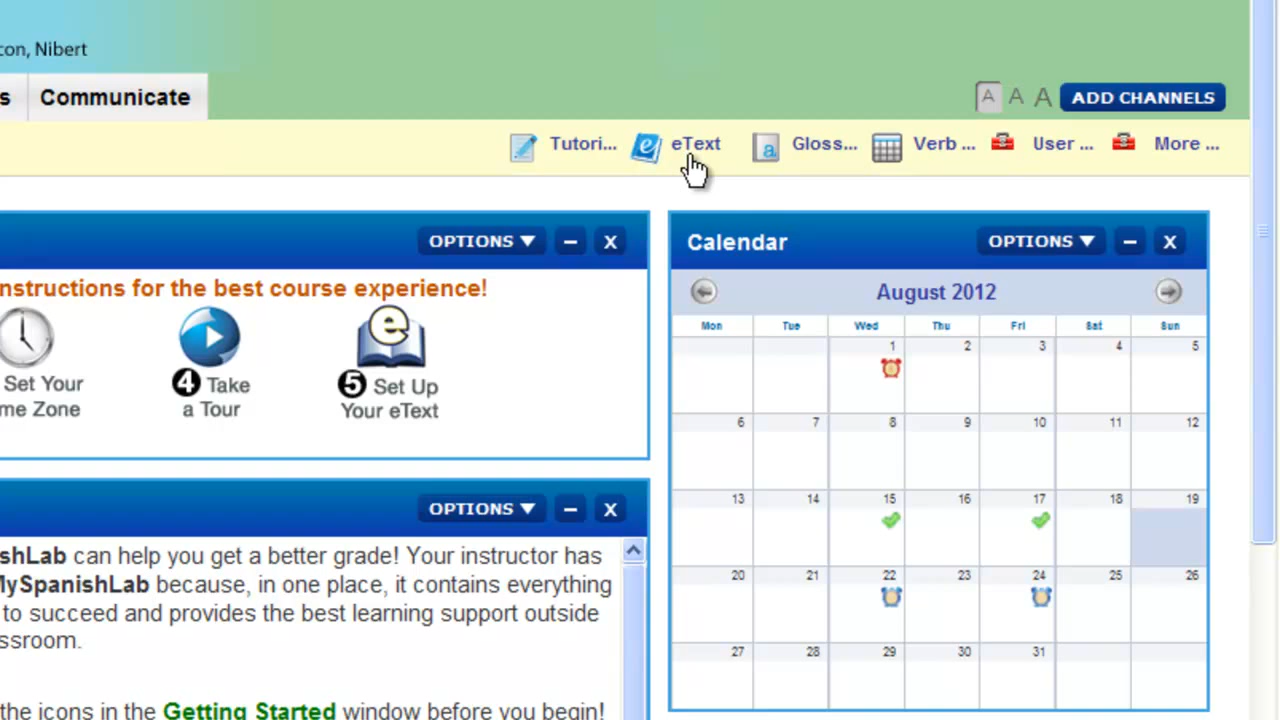 con, Nibert
s Communicate
A A A ADD CHANNELS
Tutori... eText Gloss... Verb ... User ... More ...
OPTIONS
nstructions for the best course experience!
Set Your
me Zone
4 Take
a Tour
5 Set Up
Your eText
OPTIONS
shLab can help you get a better grade! Your instructor has
MySpanishLab because, in one place, it contains everything
to succeed and provides the best learning support outside
ssroom.
the icons in the Getting Started window before you begin!
Calendar OPTIONS
August 2012
Mon Tue Wed Thu Fri Sat Sun
1 2 3 4 5
6 7 8 9 10 11 12
13 14 15 16 17 18 19
20 21 22 23 24 25 26
27 28 29 30 31